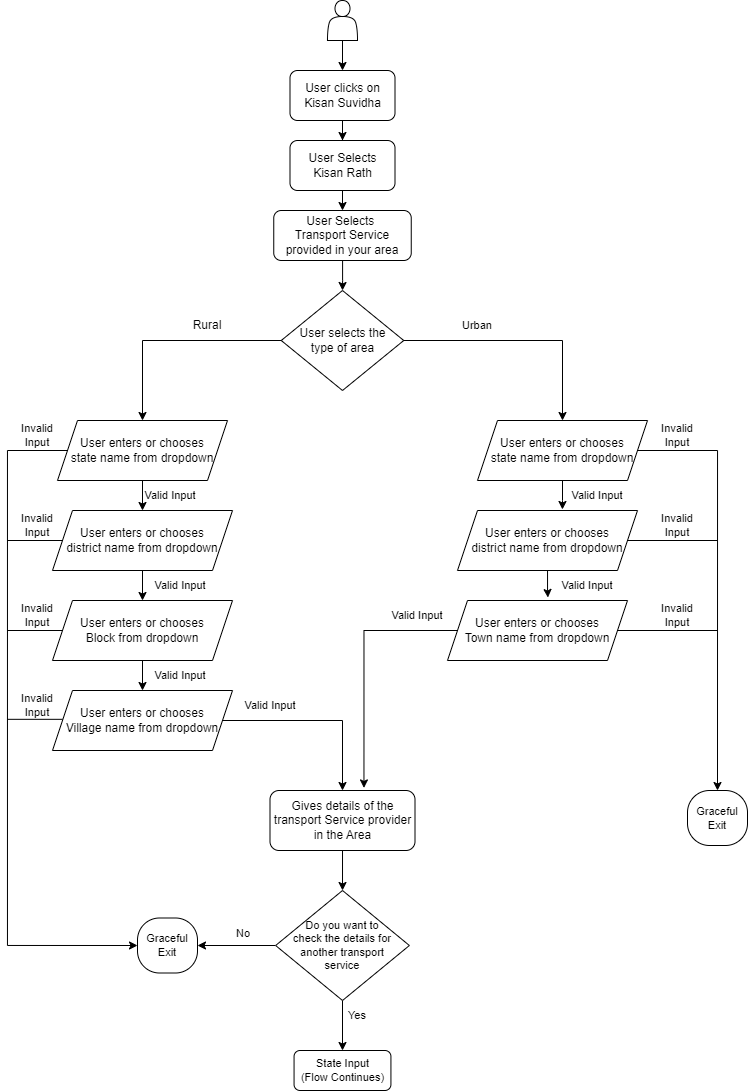 User clicks on
Kisan Suvidha
User Selects
Kisan Rath
User Selects
Transport Service
provided in your area
User selects the
type of area
Rural
Urban
Invalid
Input
User enters or chooses
state name from dropdown
Valid Input
Invalid
Input
User enters or chooses
district name from dropdown
Valid Input
Invalid
Input
User enters or chooses
Block from dropdown
Valid Input
Invalid
Input
User enters or chooses
Village name from dropdown
Valid Input
User enters or chooses
state name from dropdown
Invalid
Input
Valid Input
User enters or chooses
district name from dropdown
Invalid
Input
Valid Input
User enters or chooses
Town name from dropdown
Invalid
Input
Valid Input
Graceful
Exit
Gives details of the
transport Service provider
in the Area
Do you want to
check the details for
another transport
service
No
Graceful
Exit
Yes
State Input
(Flow Continues)